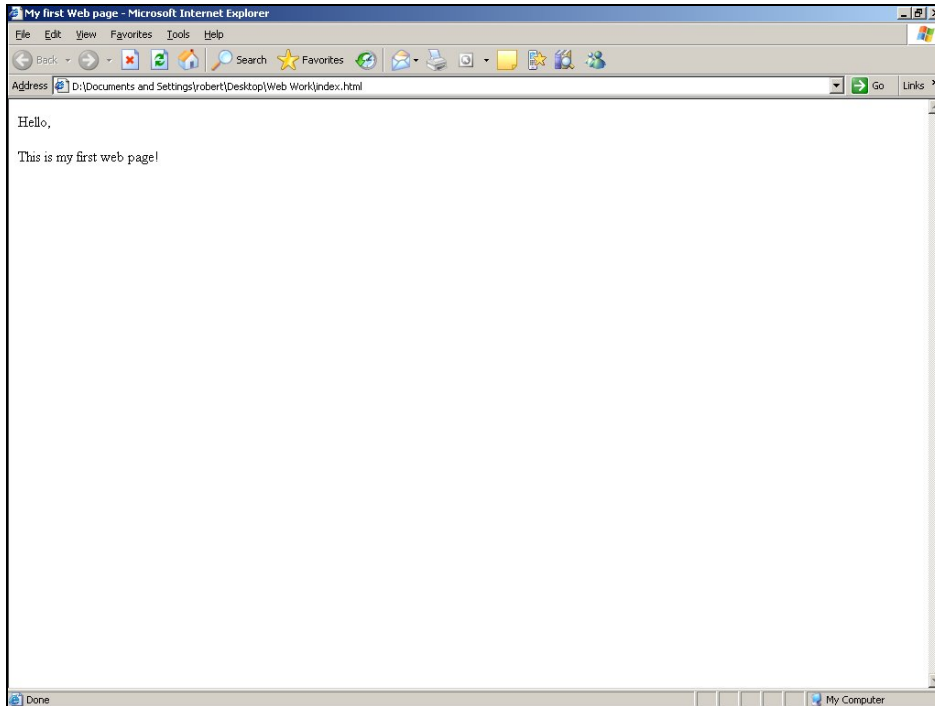 My first Web page - Microsoft Internet Explorer
File Edit View Favorites Tools Help
Back Search Favorites
Address D:\Documents and Settings\robert\Desktop\Web Work\index.html Go Links
Hello,
This is my first web page!
Done My Computer